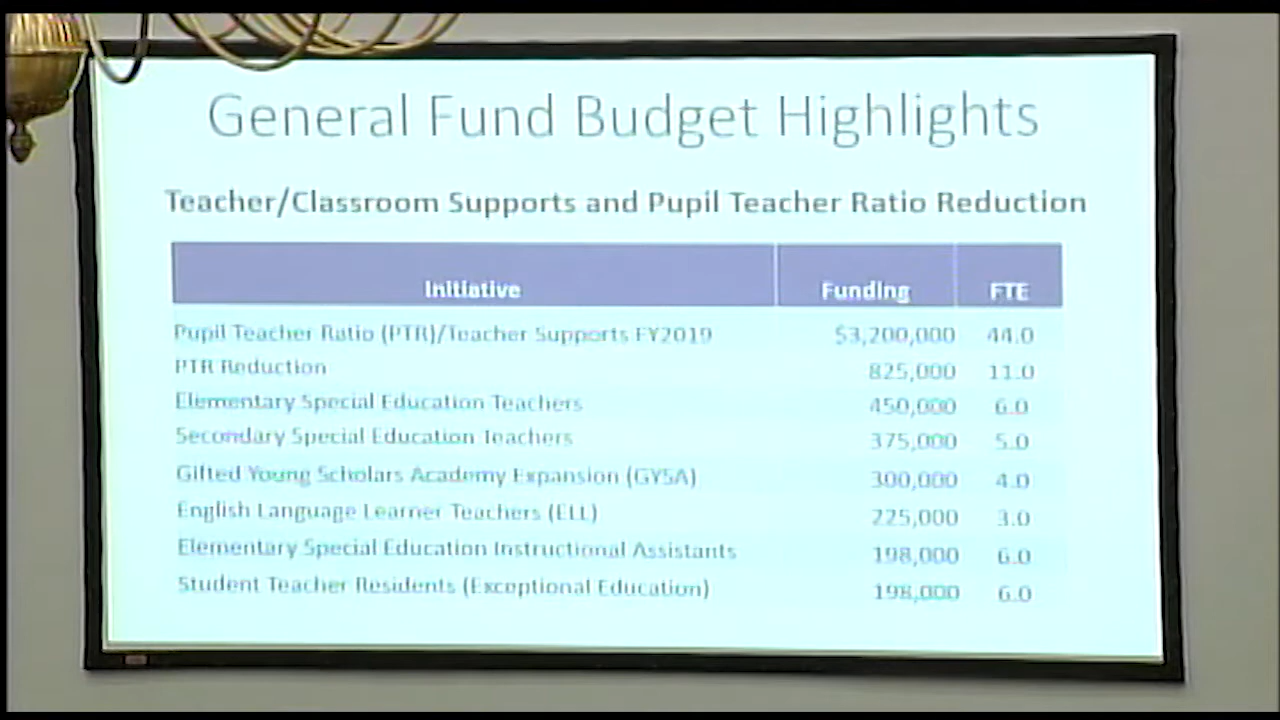 General Fund Budget Highlights
Teacher/Classroom Supports and Pupil Teacher Ratio Reduction
Initiative Funding FTE
Pupil Teacher Ratio (PTR)/Teacher Supports FY2019 $3,200,000 44.0
PTR Reduction 825,000 11.0
Elementary Special Education Teachers 450,000 6.0
Secondary Special Education Teachers 375,000 5.0
Gifted Young Scholars Academy Expansion (GYSA) 300,000 4.0
English Language Learner Teachers (ELL) 225,000 3.0
Elementary Special Education Instructional Assistants 198,000 6.0
Student Teacher Residents (Exceptional Education) 198,000 6.0